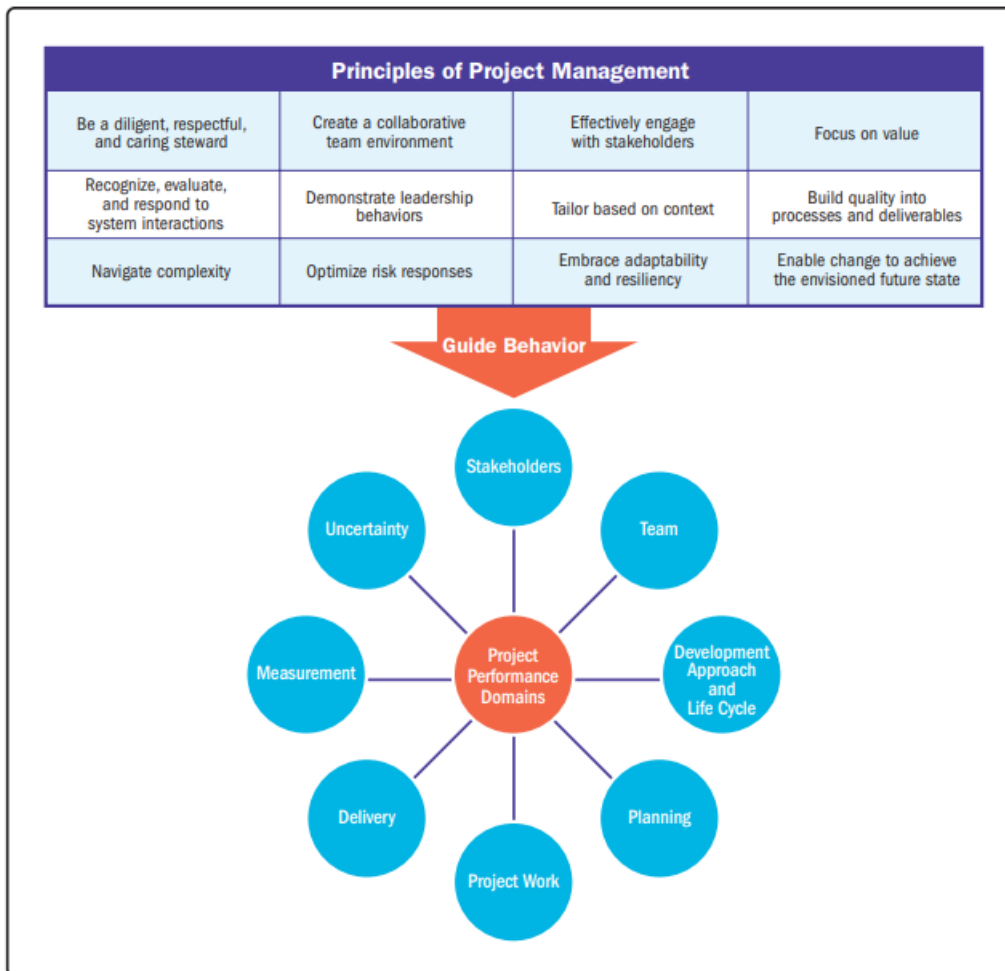 Principles of Project Management
Be a diligent, respectful,
and caring steward
Create a collaborative
team environment
Effectively engage
with stakeholders
Focus on value
Recognize, evaluate,
and respond to
system interactions
Demonstrate leadership
behaviors
Tailor based on context
Build quality into
processes and deliverables
Navigate complexity
Optimize risk responses
Embrace adaptability
and resiliency
Enable change to achieve
the envisioned future state
Guide Behavior
Stakeholders
Uncertainty
Team
Measurement
Project
Performance
Domains
Development
Approach
and
Life Cycle
Delivery
Planning
Project Work